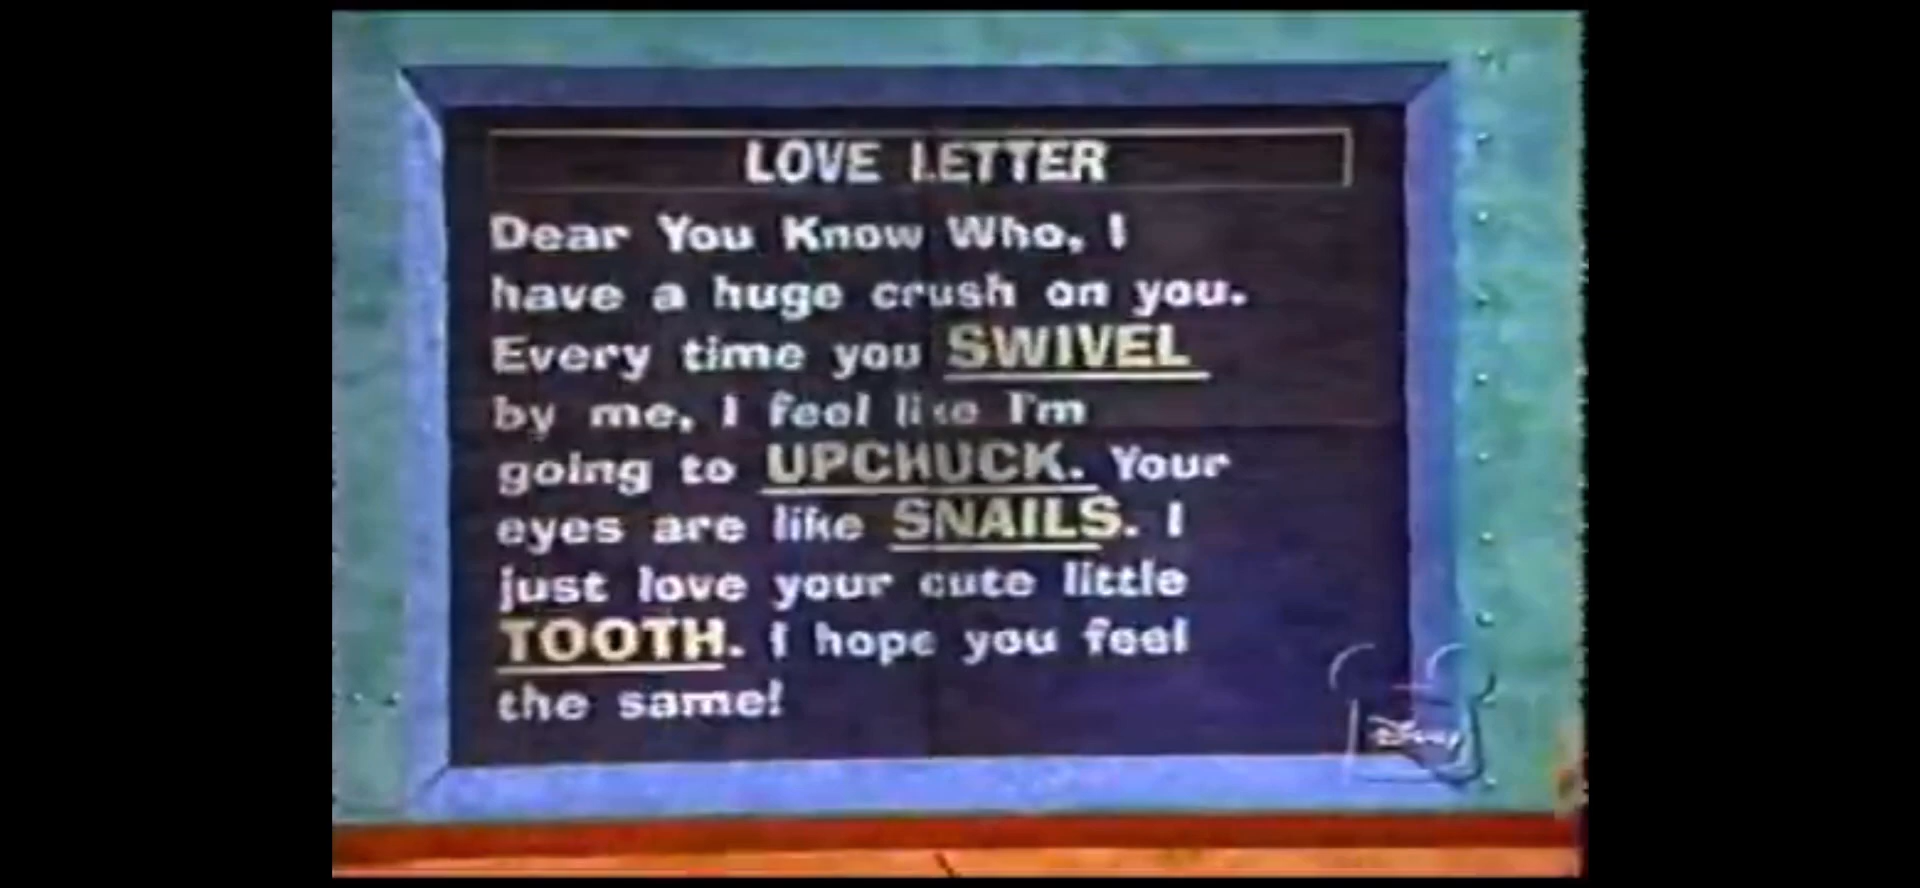 LOVE LETTER
Dear You Know Who, I
have a huge crush on you.
Every time you SWIVEL
by me, I feel like I'm
going to UPCHUCK. Your
eyes are like SNAILS. I
just love your cute little
TOOTH. I hope you feel
the same!
Disney